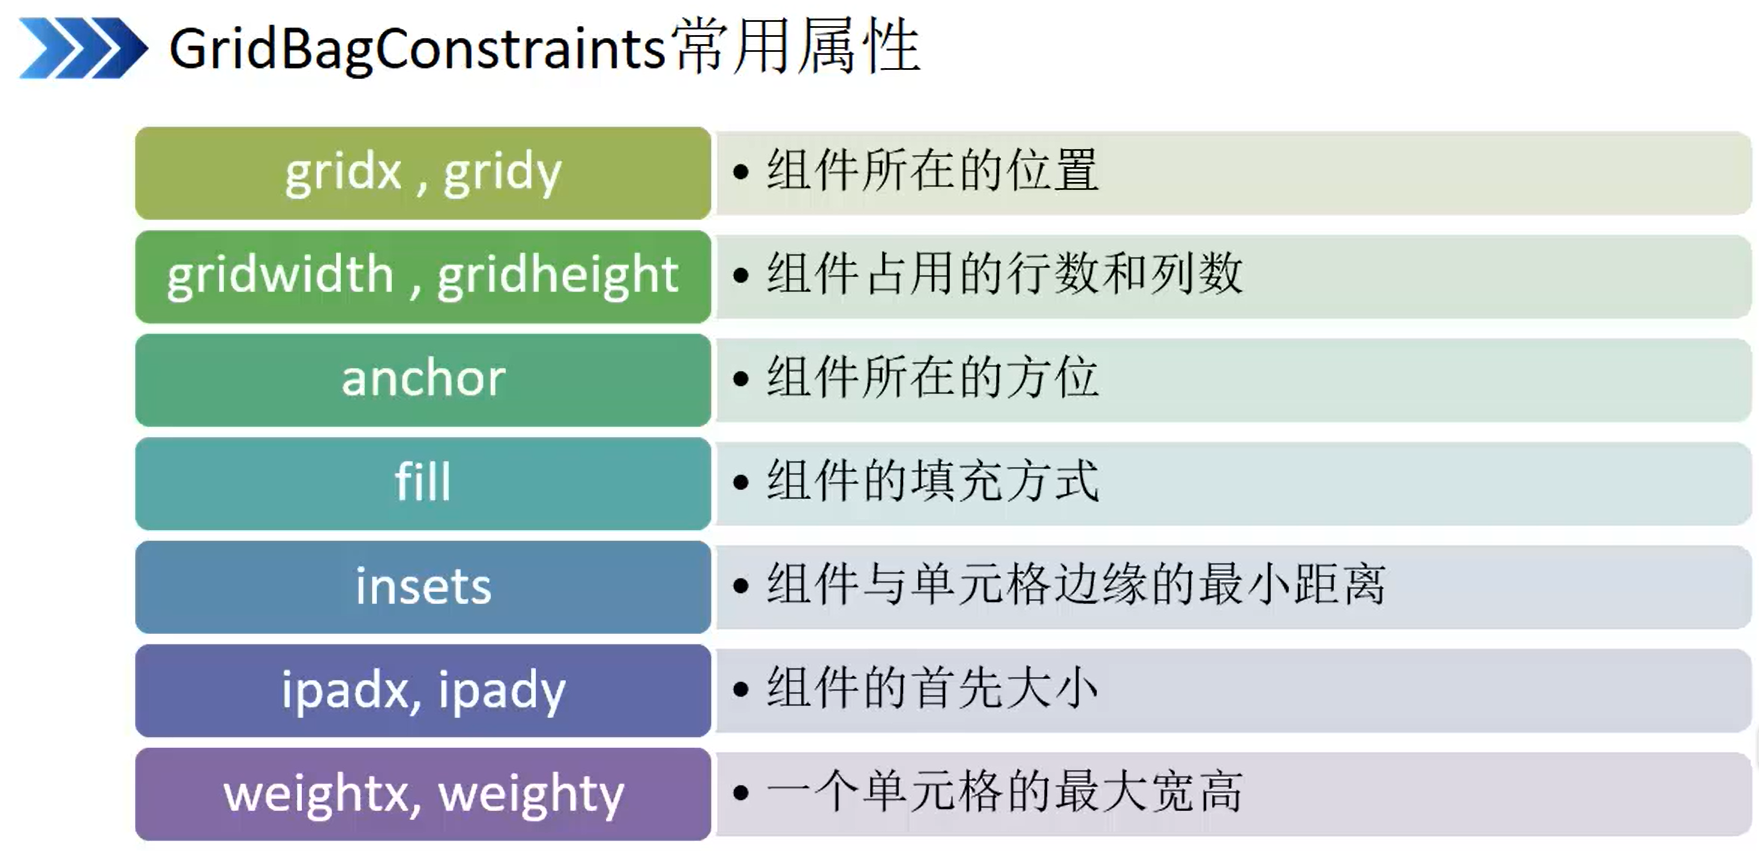 GridBagConstraints常用属性
gridx , gridy
• 组件所在的位置
gridwidth , gridheight
• 组件占用的行数和列数
anchor
• 组件所在的方位
fill
• 组件的填充方式
insets
• 组件与单元格边缘的最小距离
ipadx, ipady
• 组件的首先大小
weightx, weighty
• 一个单元格的最大宽高